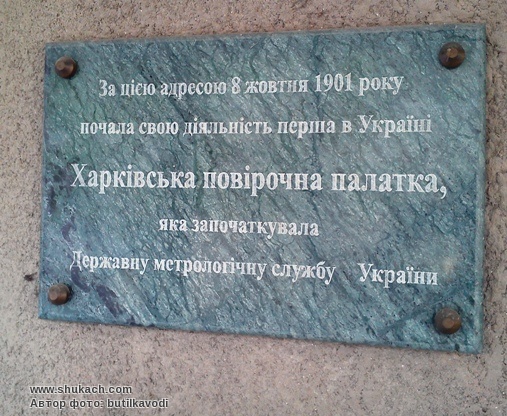 За цією адресою 8 жовтня 1901 року
почала свою діяльність перша в Україні
Харківська повірочна палатка,
яка започаткувала
Державну метрологічну службу України
www.shukach.com
Автор фото: butilkavodi